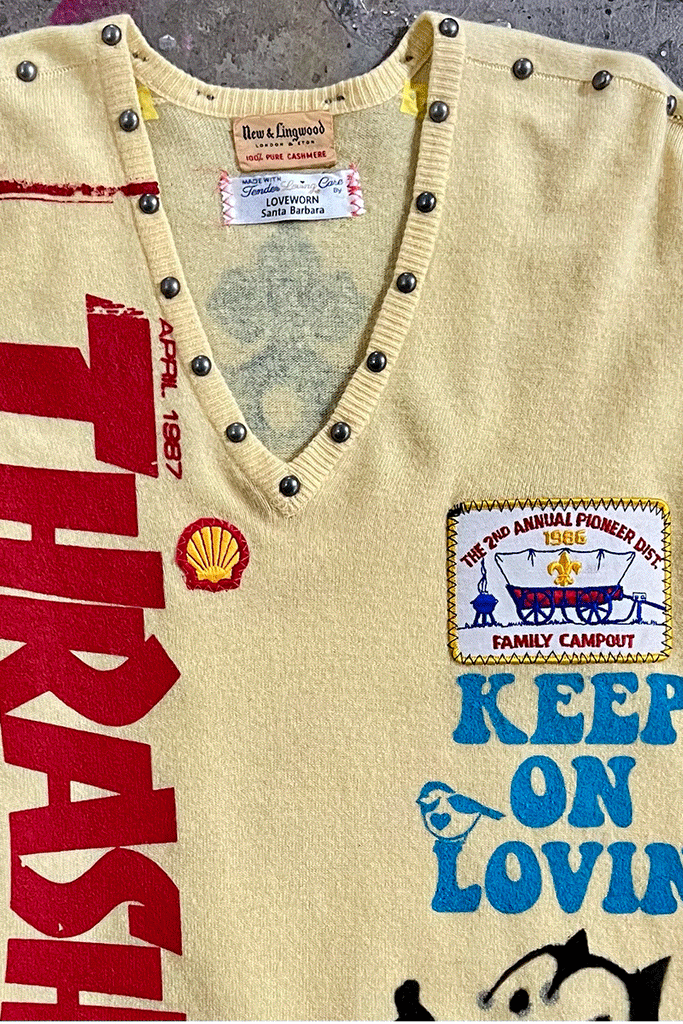 New & Lingwood
LONDON & ETON
100% PURE CASHMERE
MADE WITH
Tender Loving Care
By
LOVEWORN
Santa Barbara
APRIL 1987
THRASH
THE 2ND ANNUAL PIONEER DIST.
1986
FAMILY CAMPOUT
KEEP
ON
LOVIN